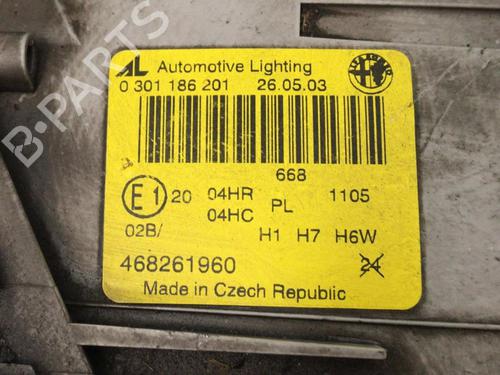 AL Automotive Lighting
0 301 186 201 26.05.03
668
E1 20 04HR PL 1105
04HC
02B/ H1 H7 H6W
468261960 24
Made in Czech Republic
B-PARTS